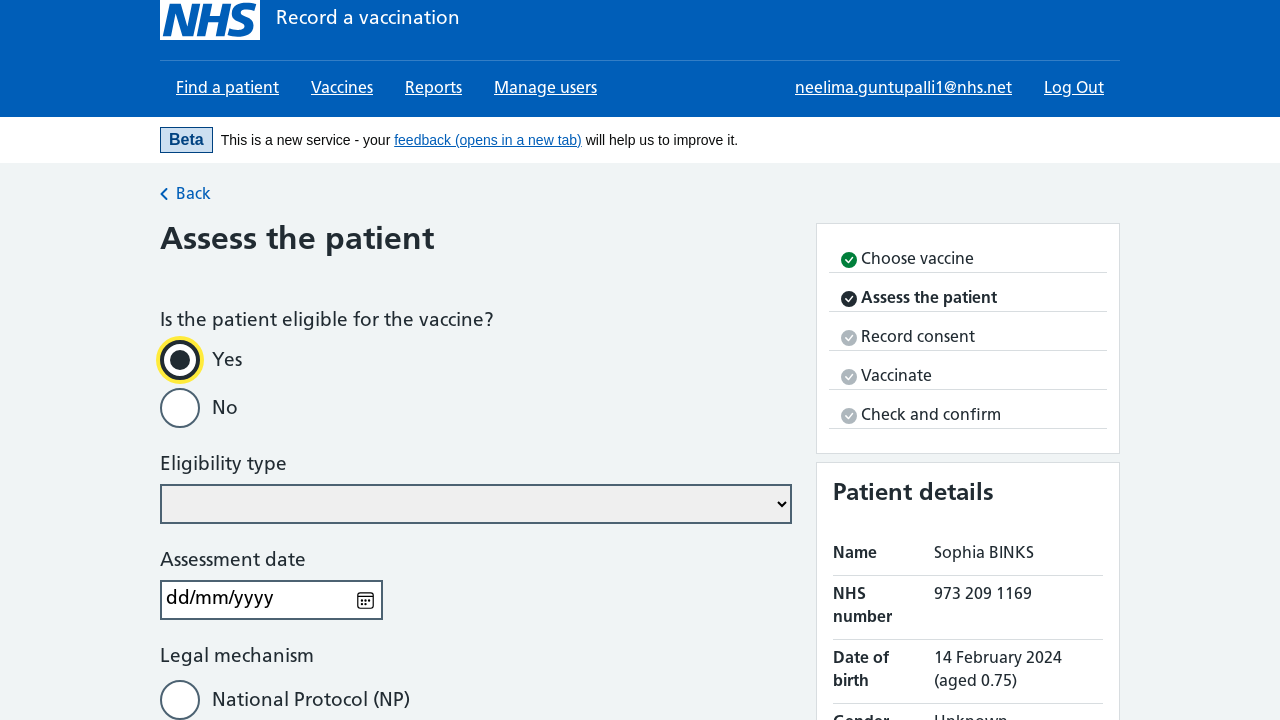 NHS Record a vaccination
Find a patient Vaccines Reports Manage users neelima.guntupalli1@nhs.net Log Out
Beta This is a new service - your feedback (opens in a new tab) will help us to improve it.
Back
Assess the patient
Is the patient eligible for the vaccine?
Yes
No
Eligibility type
Assessment date
dd/mm/yyyy
Legal mechanism
National Protocol (NP)
Choose vaccine
Assess the patient
Record consent
Vaccinate
Check and confirm
Patient details
Name Sophia BINKS
NHS number 973 209 1169
Date of birth 14 February 2024 (aged 0.75)
Gender Unknown